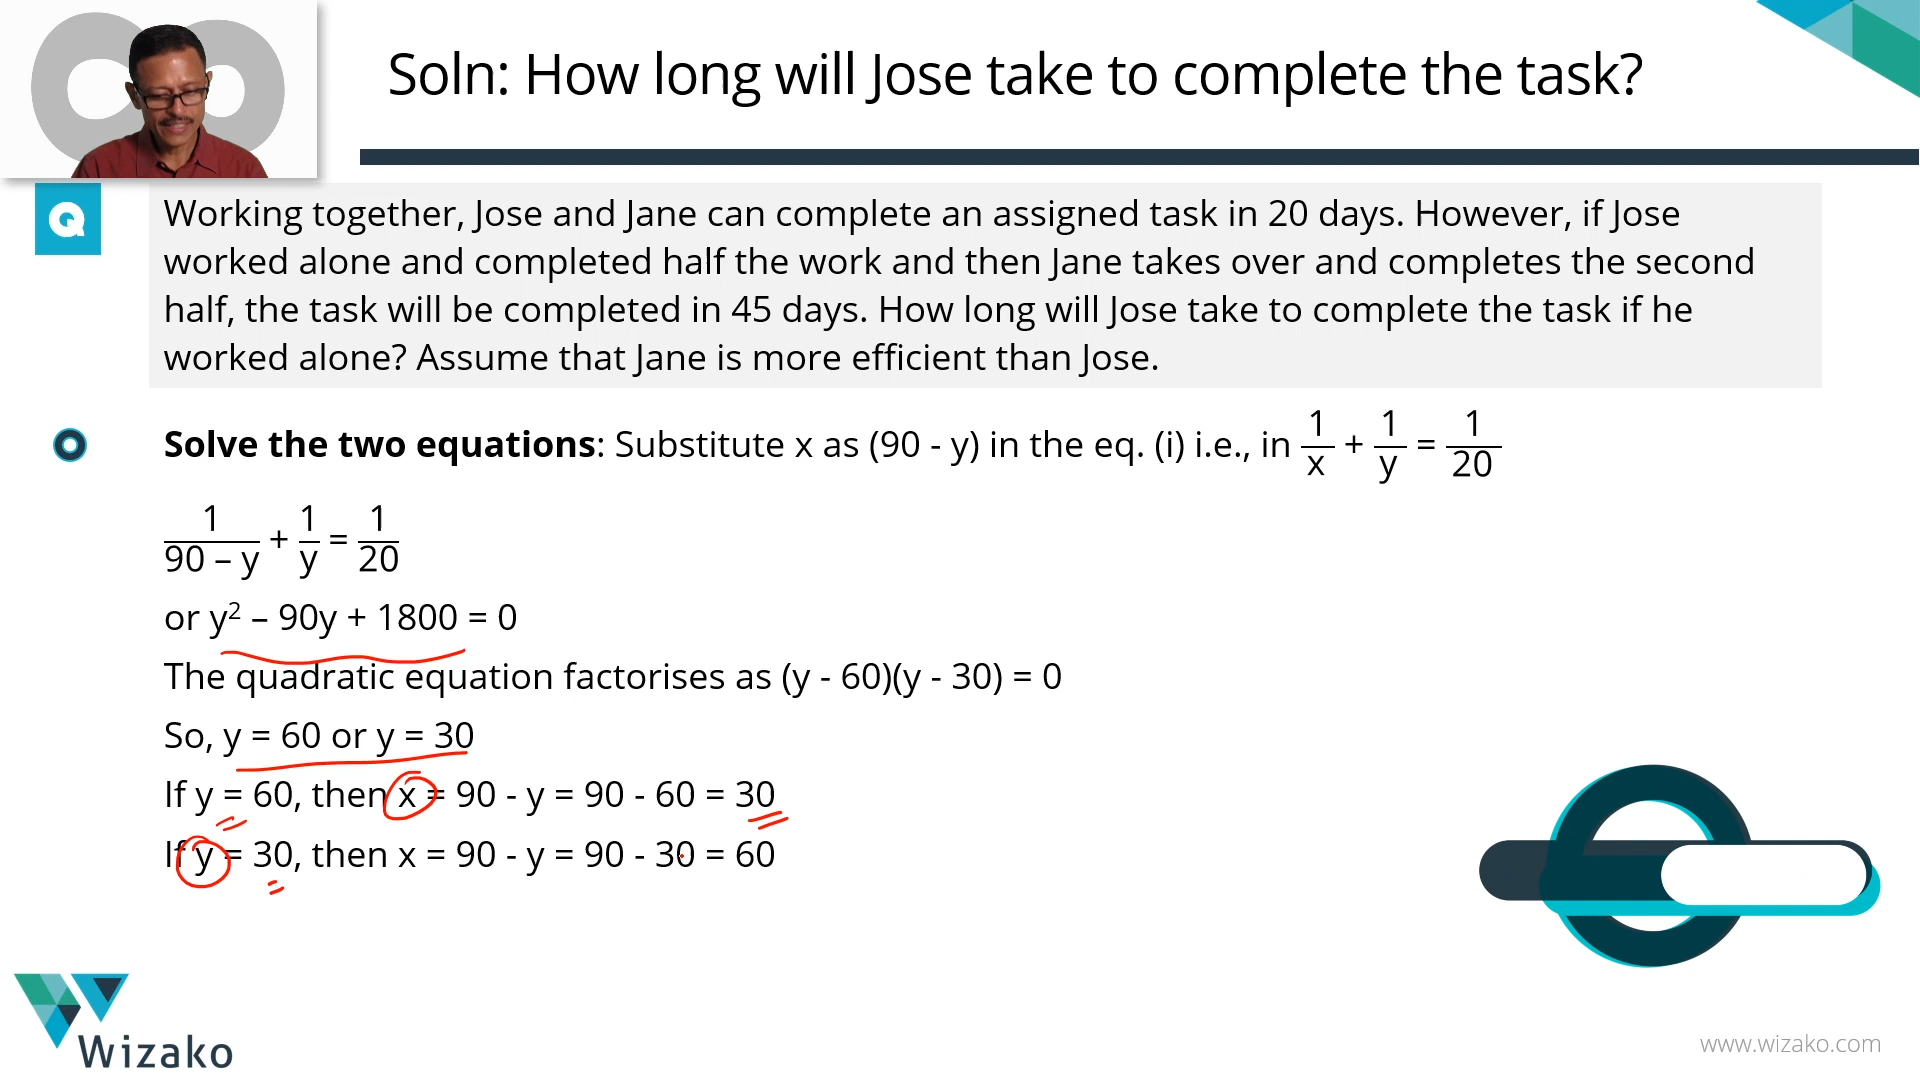 Soln: How long will Jose take to complete the task?
Q
Working together, Jose and Jane can complete an assigned task in 20 days. However, if Jose
worked alone and completed half the work and then Jane takes over and completes the second
half, the task will be completed in 45 days. How long will Jose take to complete the task if he
worked alone? Assume that Jane is more efficient than Jose.
Solve the two equations: Substitute x as (90 - y) in the eq. (i) i.e., in 1/x + 1/y = 1/20
1/(90 – y) + 1/y = 1/20
or y² – 90y + 1800 = 0
The quadratic equation factorises as (y - 60)(y - 30) = 0
So, y = 60 or y = 30
If y = 60, then x = 90 - y = 90 - 60 = 30
If y = 30, then x = 90 - y = 90 - 30 = 60
Wizako
www.wizako.com